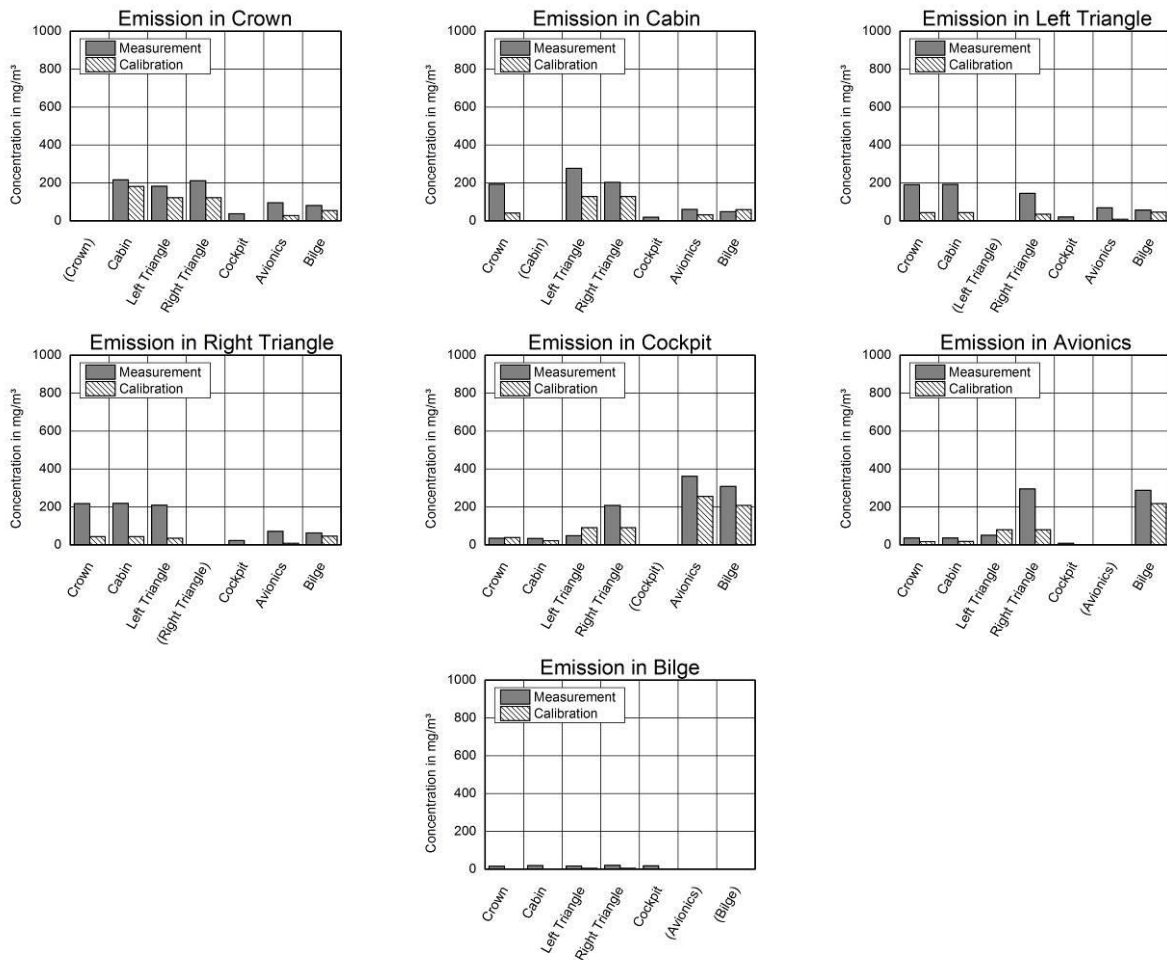 Emission in Crown
Concentration in mg/m³
1000
800
600
400
200
0
Measurement
Calibration
(Crown)
Cabin
Left Triangle
Right Triangle
Cockpit
Avionics
Bilge
Emission in Cabin
Concentration in mg/m³
1000
800
600
400
200
0
Measurement
Calibration
Crown
(Cabin)
Left Triangle
Right Triangle
Cockpit
Avionics
Bilge
Emission in Left Triangle
Concentration in mg/m³
1000
800
600
400
200
0
Measurement
Calibration
Crown
Cabin
(Left Triangle)
Right Triangle
Cockpit
Avionics
Bilge
Emission in Right Triangle
Concentration in mg/m³
1000
800
600
400
200
0
Measurement
Calibration
Crown
Cabin
Left Triangle
(Right Triangle)
Cockpit
Avionics
Bilge
Emission in Cockpit
Concentration in mg/m³
1000
800
600
400
200
0
Measurement
Calibration
Crown
Cabin
Left Triangle
Right Triangle
(Cockpit)
Avionics
Bilge
Emission in Avionics
Concentration in mg/m³
1000
800
600
400
200
0
Measurement
Calibration
Crown
Cabin
Left Triangle
Right Triangle
Cockpit
(Avionics)
Bilge
Emission in Bilge
Concentration in mg/m³
1000
800
600
400
200
0
Measurement
Calibration
Crown
Cabin
Left Triangle
Right Triangle
Cockpit
(Avionics)
(Bilge)